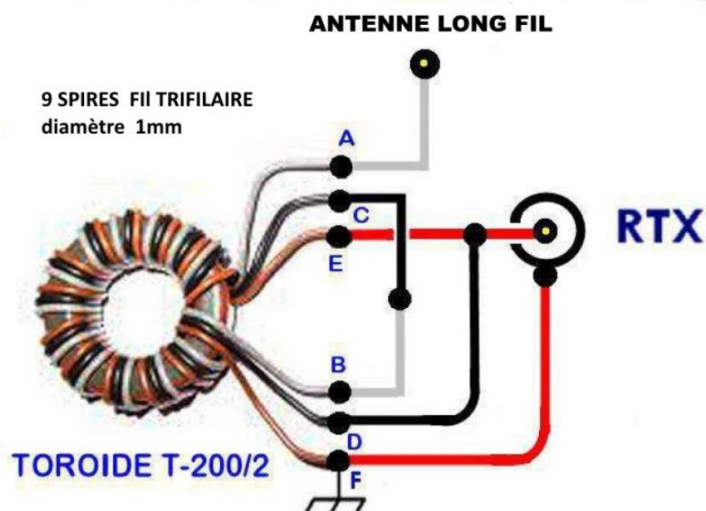 ANTENNE LONG FIL
9 SPIRES FIl TRIFILAIRE
diamètre 1mm
A
C
E
RTX
B
D
F
TOROIDE T-200/2